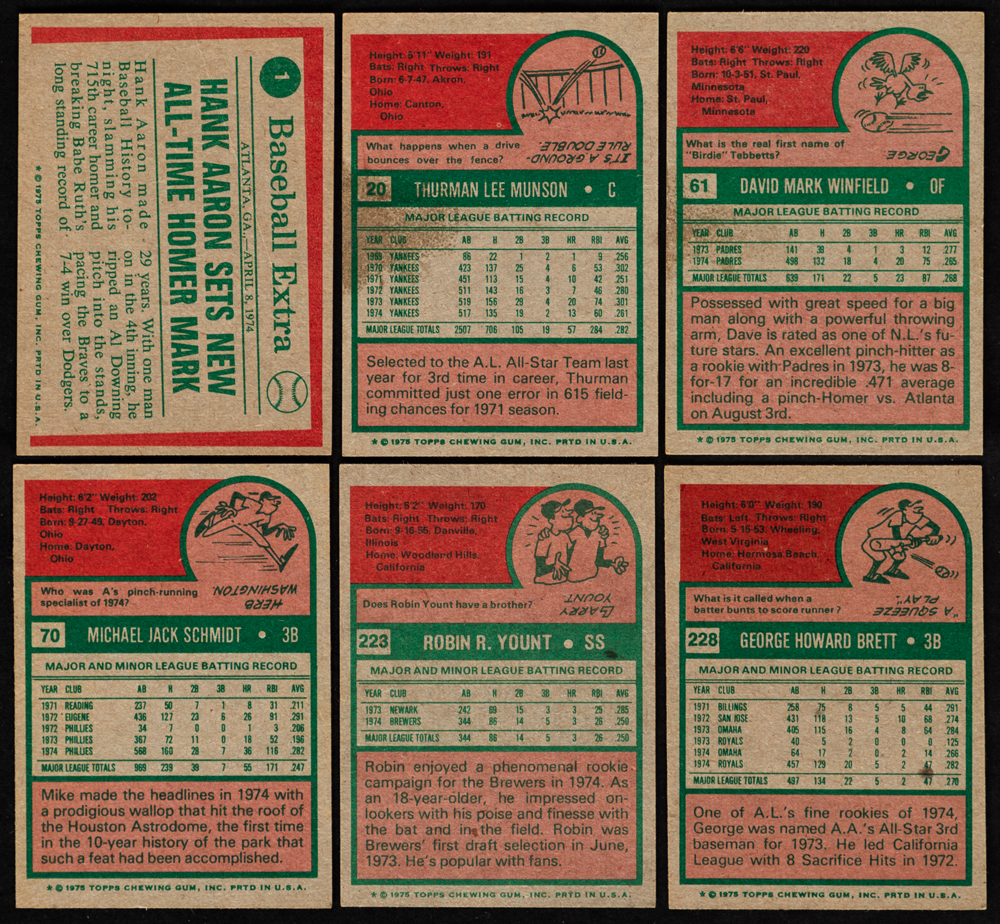 1
Baseball Extra
ATLANTA, GA.—APRIL 8, 1974
HANK AARON SETS NEW
ALL-TIME HOMER MARK
Hank Aaron made
Baseball History to-
night, slamming his
715th career homer and
breaking Babe Ruth's
long standing record of
29 years. With one man
on in the 4th inning, he
ripped an Al Downing
pitch into the stands,
pacing the Braves to a
7-4 win over Dodgers.
* © 1975 TOPPS CHEWING GUM, INC. PRTD IN U.S.A.
Height: 5'11" Weight: 191
Bats: Right Throws: Right
Born: 6-7-47, Akron,
Ohio
Home: Canton,
Ohio
What happens when a drive
bounces over the fence?
IT'S A GROUND-
RULE DOUBLE.
20 THURMAN LEE MUNSON • C
MAJOR LEAGUE BATTING RECORD
YEAR CLUB AB H 2B 3B HR RBI AVG
1969 YANKEES 86 22 1 2 1 9 256
1970 YANKEES 423 137 25 4 6 53 .302
1971 YANKEES 451 113 15 4 10 42 .251
1972 YANKEES 511 143 16 3 7 46 .280
1973 YANKEES 519 156 29 4 20 74 .301
1974 YANKEES 517 135 19 2 13 60 .261
MAJOR LEAGUE TOTALS 2507 706 105 19 57 284 .282
Selected to the A.L. All-Star Team last
year for 3rd time in career, Thurman
committed just one error in 615 field-
ing chances for 1971 season.
* © 1975 TOPPS CHEWING GUM, INC. PRTD IN U.S.A.
Height: 6'6" Weight: 220
Bats: Right Throws: Right
Born: 10-3-51, St. Paul,
Minnesota
Home: St. Paul,
Minnesota
What is the real first name of
"Birdie" Tebbetts?
GEORGE
61 DAVID MARK WINFIELD • OF
MAJOR LEAGUE BATTING RECORD
YEAR CLUB AB H 2B 3B HR RBI AVG
1973 PADRES 141 39 4 1 3 12 .277
1974 PADRES 498 132 18 4 20 75 .265
MAJOR LEAGUE TOTALS 639 171 22 5 23 87 .268
Possessed with great speed for a big
man along with a powerful throwing
arm, Dave is rated as one of N.L.'s fu-
ture stars. An excellent pinch-hitter as
a rookie with Padres in 1973, he was 8-
for-17 for an incredible .471 average
including a pinch-Homer vs. Atlanta
on August 3rd.
* © 1975 TOPPS CHEWING GUM, INC. PRTD IN U.S.A.
Height: 6'2" Weight: 202
Bats: Right Throws: Right
Born: 9-27-49, Dayton,
Ohio
Home: Dayton,
Ohio
Who was A's pinch-running
specialist of 1974?
HERB
WASHINGTON
70 MICHAEL JACK SCHMIDT • 3B
MAJOR AND MINOR LEAGUE BATTING RECORD
YEAR CLUB AB H 2B 3B HR RBI AVG
1971 READING 237 50 7 1 8 31 .211
1972 EUGENE 436 127 23 6 26 91 .291
1972 PHILLIES 34 7 0 0 1 3 .206
1973 PHILLIES 367 72 11 0 18 52 .196
1974 PHILLIES 568 160 28 7 36 116 .282
MAJOR LEAGUE TOTALS 969 239 39 7 55 171 .247
Mike made the headlines in 1974 with
a prodigious wallop that hit the roof of
the Houston Astrodome, the first time
in the 10-year history of the park that
such a feat had been accomplished.
* © 1975 TOPPS CHEWING GUM, INC. PRTD IN U.S.A.
Height: 6'2" Weight: 170
Bats: Right Throws: Right
Born: 9-16-55, Danville,
Illinois
Home: Woodland Hills,
California
Does Robin Yount have a brother?
LARRY
YOUNT
223 ROBIN R. YOUNT • SS
MAJOR AND MINOR LEAGUE BATTING RECORD
YEAR CLUB AB H 2B 3B HR RBI AVG
1973 NEWARK 242 69 15 3 3 25 .285
1974 BREWERS 344 86 14 5 3 26 .250
MAJOR LEAGUE TOTALS 344 86 14 5 3 26 .250
Robin enjoyed a phenomenal rookie
campaign for the Brewers in 1974. As
an 18-year-older, he impressed on-
lookers with his poise and finesse with
the bat and in the field. Robin was
Brewers' first draft selection in June,
1973. He's popular with fans.
* © 1975 TOPPS CHEWING GUM, INC. PRTD IN U.S.A.
Height: 6'0" Weight: 190
Bats: Left Throws: Right
Born: 5-15-53, Wheeling,
West Virginia
Home: Hermosa Beach,
California
What is it called when a
batter bunts to score runner?
"A SQUEEZE
PLAY".
228 GEORGE HOWARD BRETT • 3B
MAJOR AND MINOR LEAGUE BATTING RECORD
YEAR CLUB AB H 2B 3B HR RBI AVG
1971 BILLINGS 258 75 8 5 5 44 .291
1972 SAN JOSE 431 118 13 5 10 68 .274
1973 OMAHA 405 115 16 4 8 64 .284
1973 ROYALS 40 5 2 0 0 0 .125
1974 OMAHA 64 17 2 0 2 14 .266
1974 ROYALS 457 129 20 5 2 47 .282
MAJOR LEAGUE TOTALS 497 134 22 5 2 47 .270
One of A.L.'s fine rookies of 1974,
George was named A.A.'s All-Star 3rd
baseman for 1973. He led California
League with 8 Sacrifice Hits in 1972.
* © 1975 TOPPS CHEWING GUM, INC. PRTD IN U.S.A.